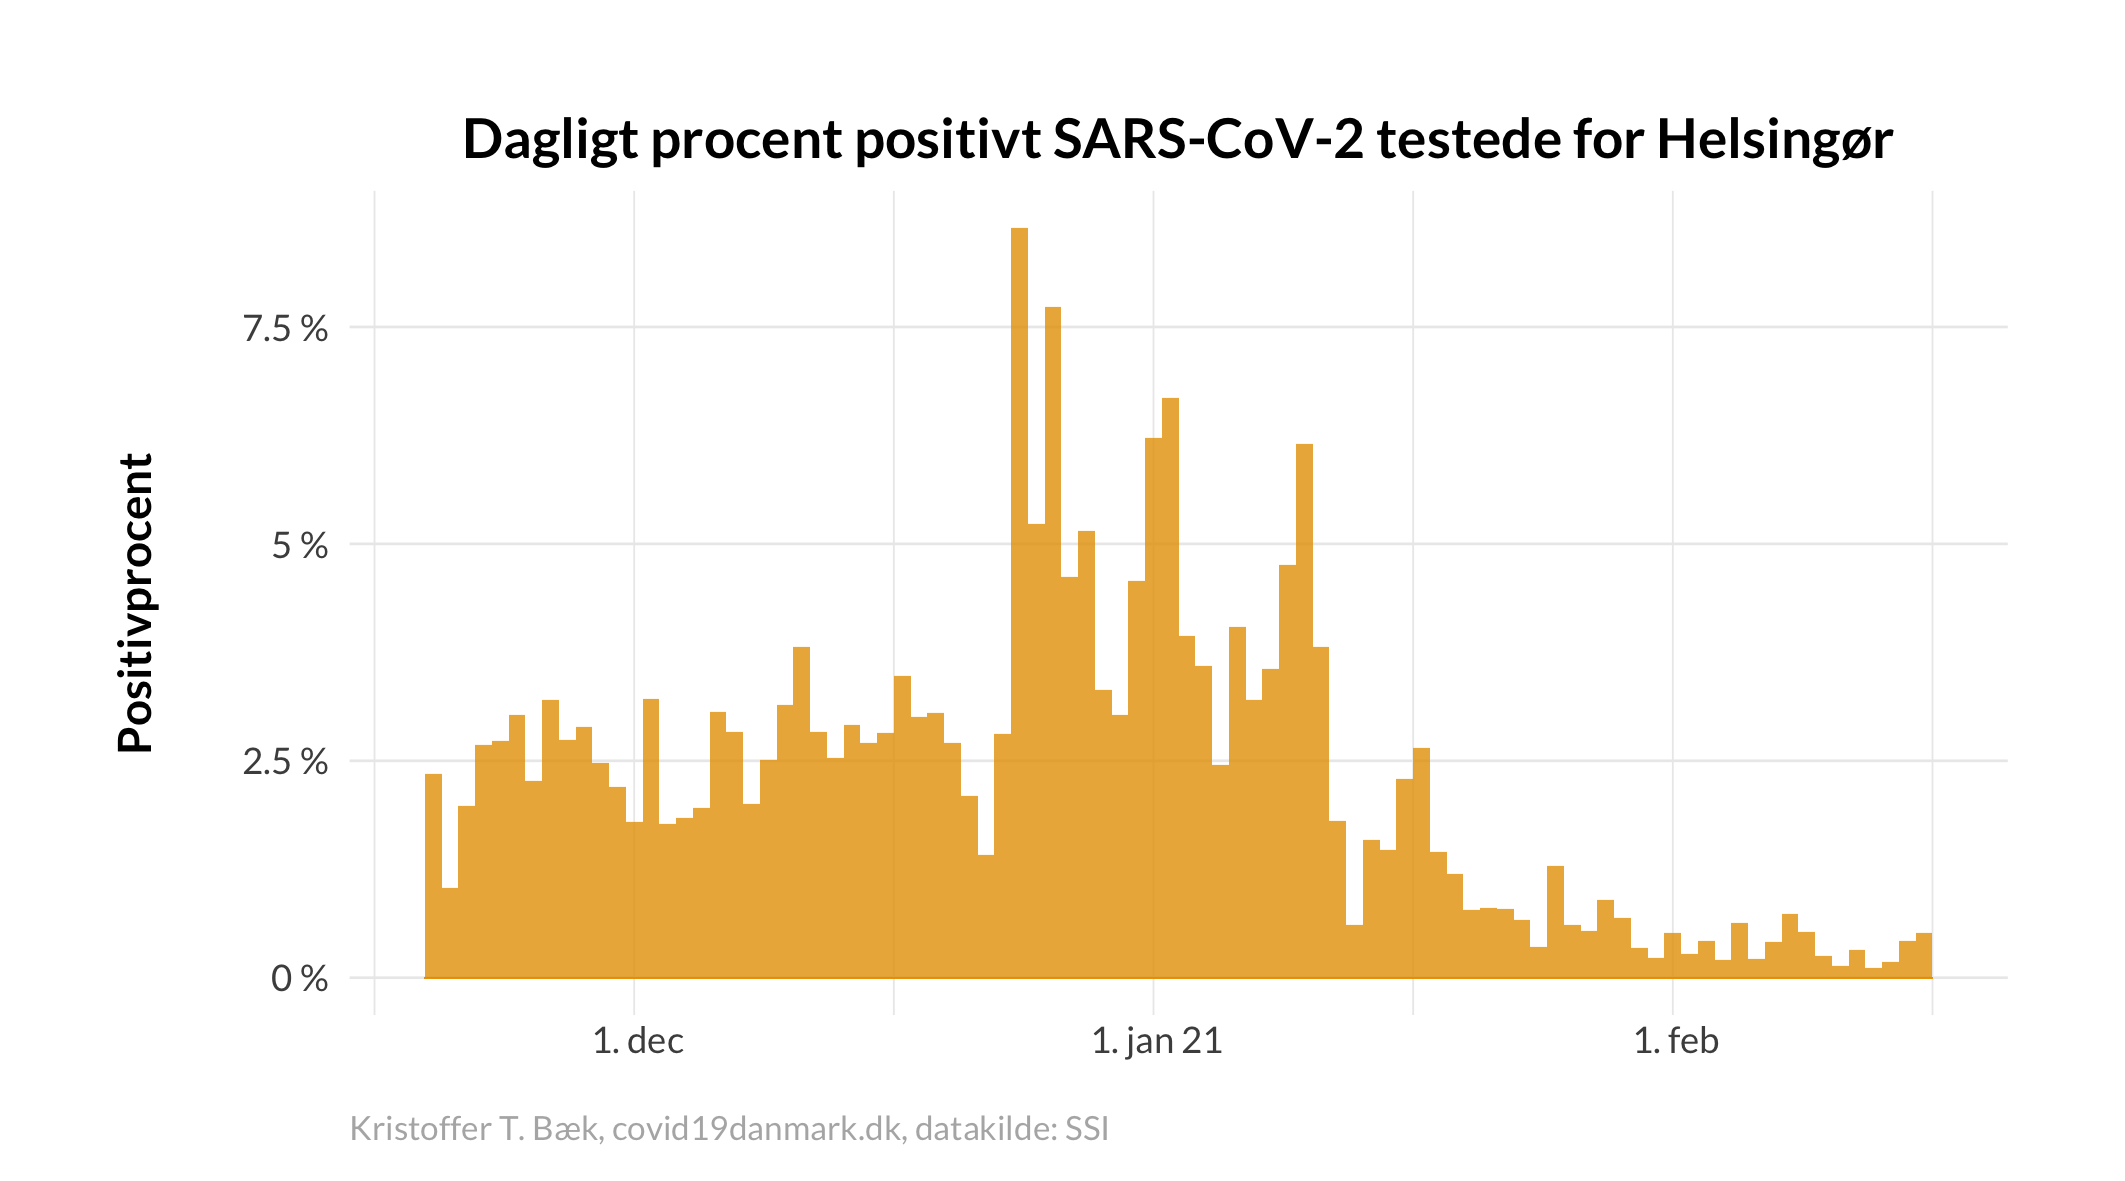 Dagligt procent positivt SARS-CoV-2 testede for Helsingør
Positivprocent
7.5 %
5 %
2.5 %
0 %
1. dec
1. jan 21
1. feb
Kristoffer T. Bæk, covid19danmark.dk, datakilde: SSI